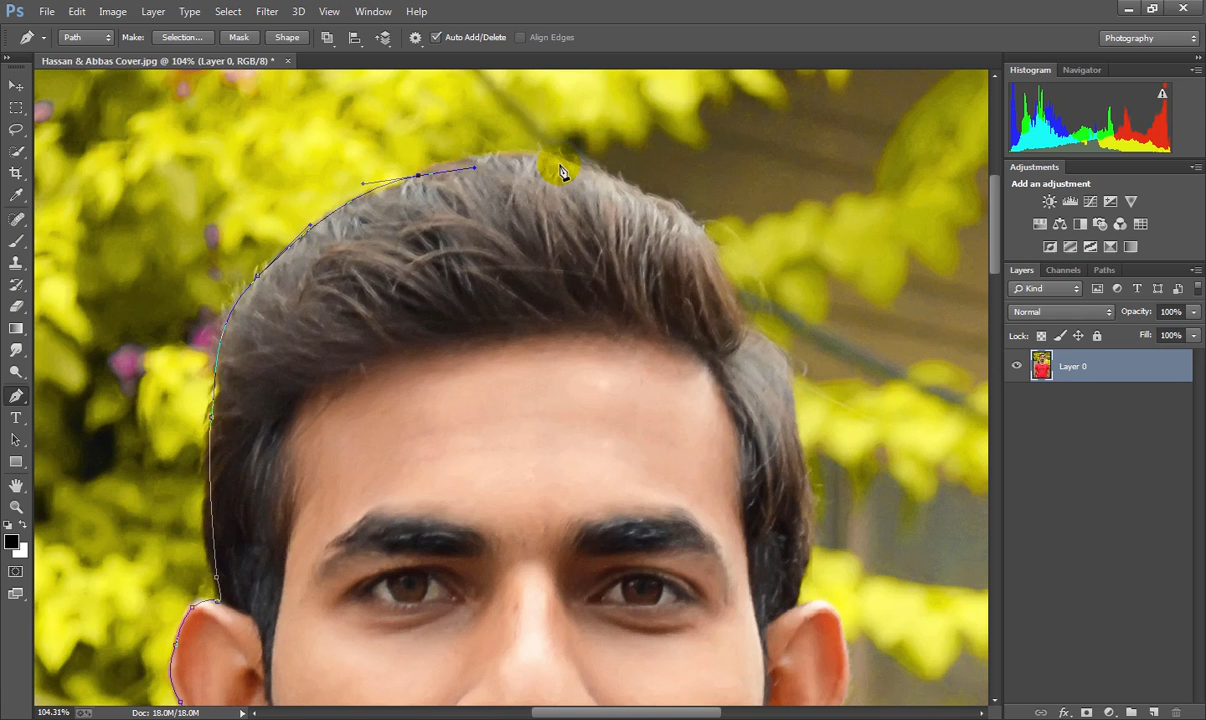 Ps File Edit Image Layer Type Select Filter 3D View Window Help
Path Make: Selection... Mask Shape Auto Add/Delete Align Edges Photography
Hassan & Abbas Cover.jpg @ 104% (Layer 0, RGB/8) *
Histogram Navigator
Adjustments
Add an adjustment
Layers Channels Paths
Kind
Normal Opacity: 100%
Lock: Fill: 100%
Layer 0
104.31% Doc: 18.0M/18.0M